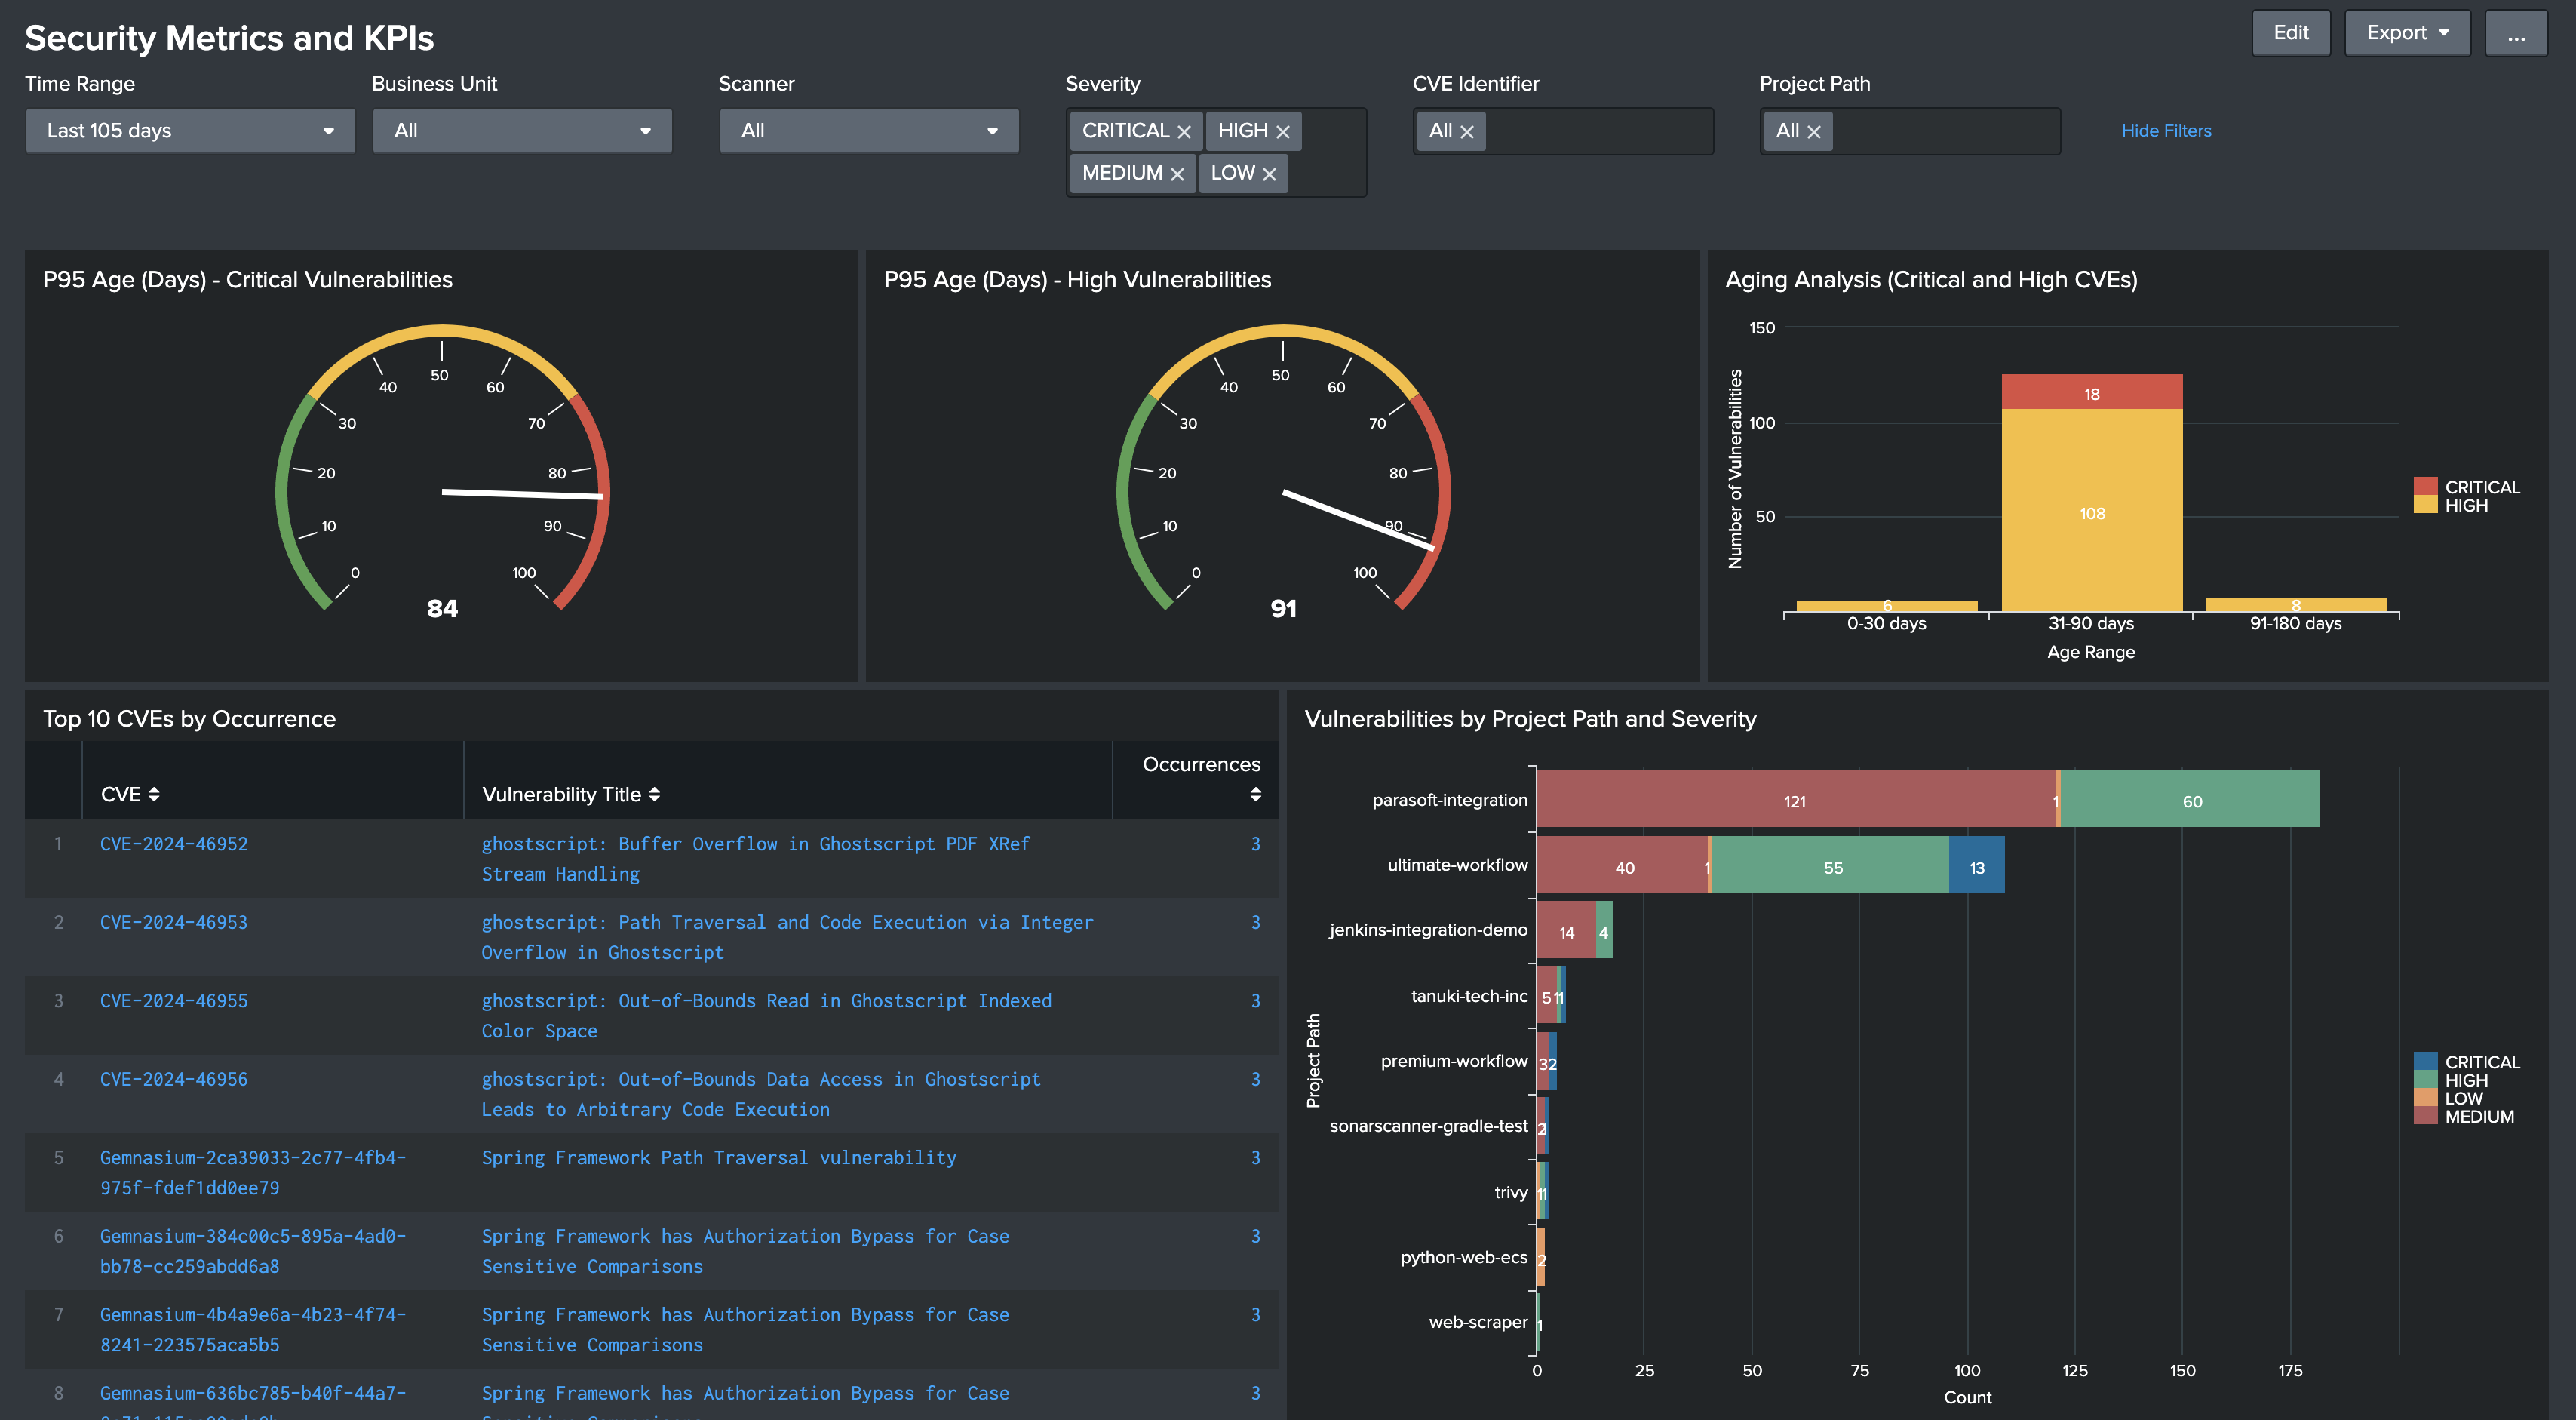 Security Metrics and KPIs
Edit
Export
...
Time Range
Business Unit
Scanner
Severity
CVE Identifier
Project Path
Last 105 days
All
All
CRITICAL
HIGH
MEDIUM
LOW
All
All
Hide Filters
P95 Age (Days) - Critical Vulnerabilities
0
10
20
30
40
50
60
70
80
90
100
84
P95 Age (Days) - High Vulnerabilities
0
10
20
30
40
50
60
70
80
90
100
91
Aging Analysis (Critical and High CVEs)
Number of Vulnerabilities
150
100
50
18
108
6
8
0-30 days
31-90 days
91-180 days
Age Range
CRITICAL
HIGH
Top 10 CVEs by Occurrence
CVE
Vulnerability Title
Occurrences
1
CVE-2024-46952
ghostscript: Buffer Overflow in Ghostscript PDF XRef
Stream Handling
3
2
CVE-2024-46953
ghostscript: Path Traversal and Code Execution via Integer
Overflow in Ghostscript
3
3
CVE-2024-46955
ghostscript: Out-of-Bounds Read in Ghostscript Indexed
Color Space
3
4
CVE-2024-46956
ghostscript: Out-of-Bounds Data Access in Ghostscript
Leads to Arbitrary Code Execution
3
5
Gemnasium-2ca39033-2c77-4fb4-
975f-fdef1dd0ee79
Spring Framework Path Traversal vulnerability
3
6
Gemnasium-384c00c5-895a-4ad0-
bb78-cc259abdd6a8
Spring Framework has Authorization Bypass for Case
Sensitive Comparisons
3
7
Gemnasium-4b4a9e6a-4b23-4f74-
8241-223575aca5b5
Spring Framework has Authorization Bypass for Case
Sensitive Comparisons
3
8
Gemnasium-636bc785-b40f-44a7-
Spring Framework has Authorization Bypass for Case
3
Vulnerabilities by Project Path and Severity
Project Path
parasoft-integration
121
1
60
ultimate-workflow
40
1
55
13
jenkins-integration-demo
14
4
tanuki-tech-inc
5
1
1
premium-workflow
3
2
sonarscanner-gradle-test
2
trivy
1
1
python-web-ecs
2
web-scraper
1
0
25
50
75
100
125
150
175
Count
CRITICAL
HIGH
LOW
MEDIUM